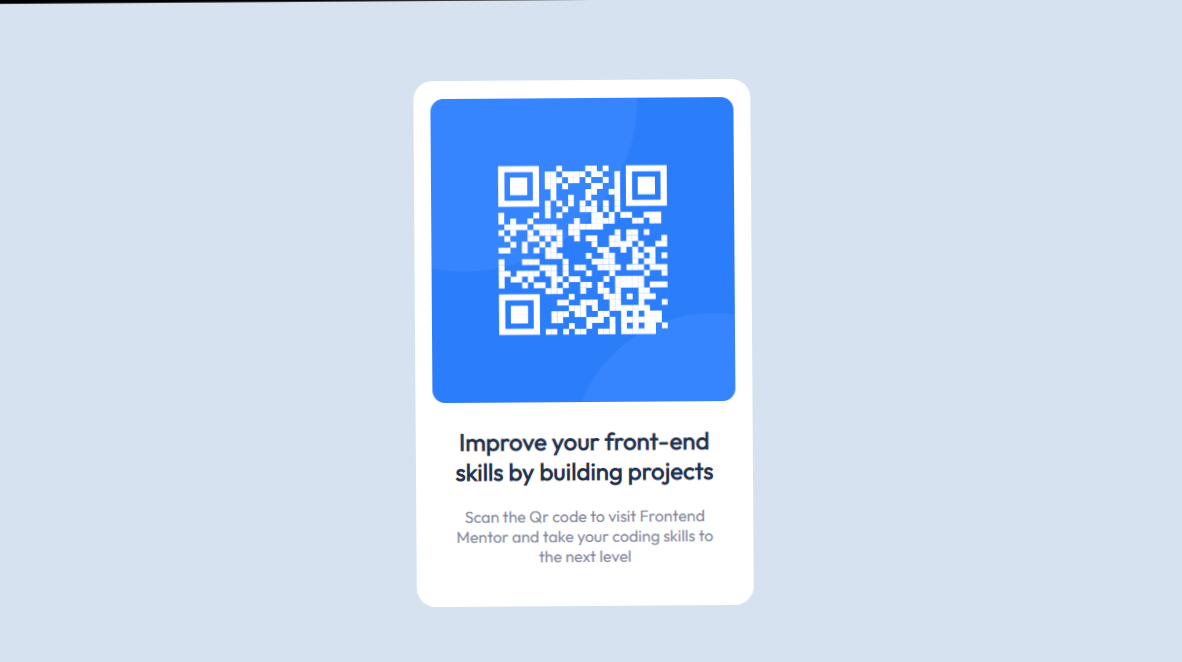 Improve your front-end
skills by building projects
Scan the Qr code to visit Frontend
Mentor and take your coding skills to
the next level